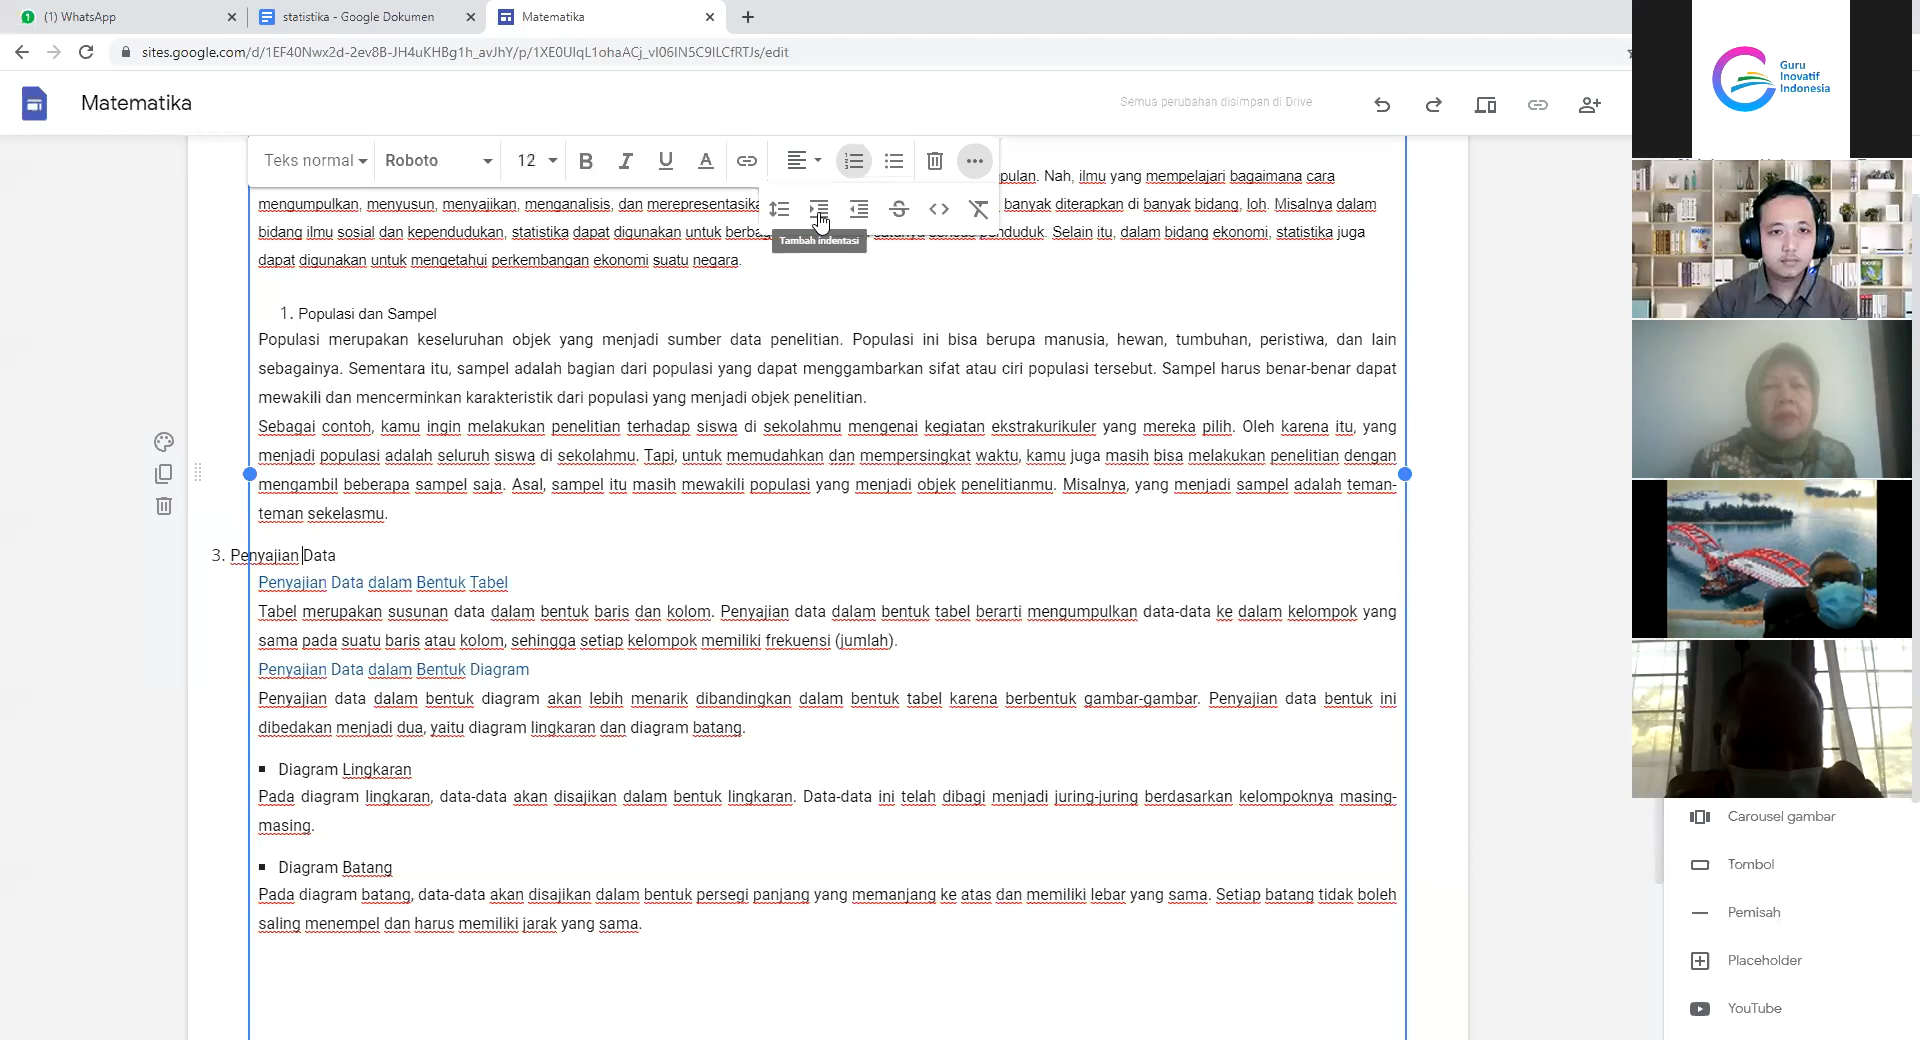 (1) WhatsApp
statistika - Google Dokumen
Matematika
sites.google.com/d/1EF40Nwx2d-2ev8B-JH4uKHBg1h_avJhY/p/1XE0UlqL1ohaACj_vI06IN5C9ILCfRTJs/edit
Matematika
Semua perubahan disimpan di Drive
Guru
Inovatif
Indonesia
Teks normal
Roboto
12
pulan. Nah, ilmu yang mempelajari bagaimana cara
mengumpulkan, menyusun, menyajikan, menganalisis, dan merepresentasika banyak diterapkan di banyak bidang, loh. Misalnya dalam
bidang ilmu sosial dan kependudukan, statistika dapat digunakan untuk berbag penduduk. Selain itu, dalam bidang ekonomi, statistika juga
Tambah indentasi
dapat digunakan untuk mengetahui perkembangan ekonomi suatu negara.
1. Populasi dan Sampel
Populasi merupakan keseluruhan objek yang menjadi sumber data penelitian. Populasi ini bisa berupa manusia, hewan, tumbuhan, peristiwa, dan lain
sebagainya. Sementara itu, sampel adalah bagian dari populasi yang dapat menggambarkan sifat atau ciri populasi tersebut. Sampel harus benar-benar dapat
mewakili dan mencerminkan karakteristik dari populasi yang menjadi objek penelitian.
Sebagai contoh, kamu ingin melakukan penelitian terhadap siswa di sekolahmu mengenai kegiatan ekstrakurikuler yang mereka pilih. Oleh karena itu, yang
menjadi populasi adalah seluruh siswa di sekolahmu. Tapi, untuk memudahkan dan mempersingkat waktu, kamu juga masih bisa melakukan penelitian dengan
mengambil beberapa sampel saja. Asal, sampel itu masih mewakili populasi yang menjadi objek penelitianmu. Misalnya, yang menjadi sampel adalah teman-
teman sekelasmu.
3. Penyajian Data
Penyajian Data dalam Bentuk Tabel
Tabel merupakan susunan data dalam bentuk baris dan kolom. Penyajian data dalam bentuk tabel berarti mengumpulkan data-data ke dalam kelompok yang
sama pada suatu baris atau kolom, sehingga setiap kelompok memiliki frekuensi (jumlah).
Penyajian Data dalam Bentuk Diagram
Penyajian data dalam bentuk diagram akan lebih menarik dibandingkan dalam bentuk tabel karena berbentuk gambar-gambar. Penyajian data bentuk ini
dibedakan menjadi dua, yaitu diagram lingkaran dan diagram batang.
▪ Diagram Lingkaran
Pada diagram lingkaran, data-data akan disajikan dalam bentuk lingkaran. Data-data ini telah dibagi menjadi juring-juring berdasarkan kelompoknya masing-
masing.
▪ Diagram Batang
Pada diagram batang, data-data akan disajikan dalam bentuk persegi panjang yang memanjang ke atas dan memiliki lebar yang sama. Setiap batang tidak boleh
saling menempel dan harus memiliki jarak yang sama.
Carousel gambar
Tombol
Pemisah
Placeholder
YouTube